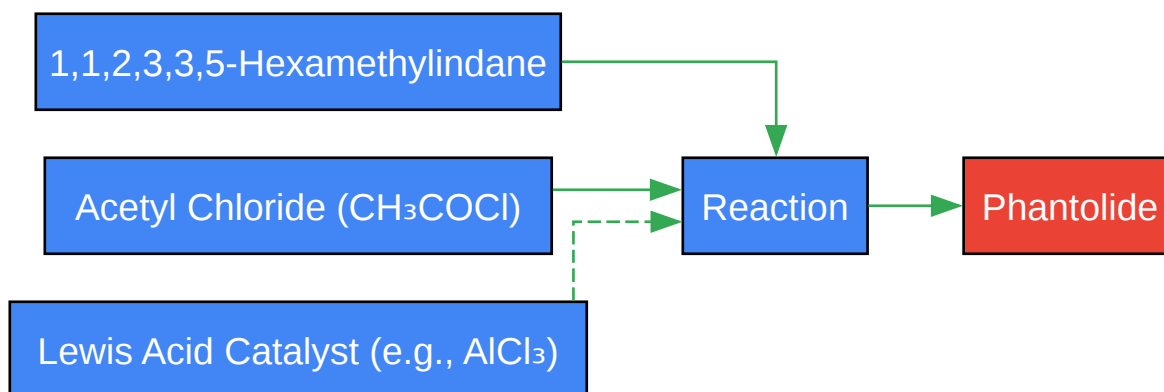 1,1,2,3,3,5-Hexamethylindane
Acetyl Chloride (CH₃COCl)
Reaction
Phantolide
Lewis Acid Catalyst (e.g., AlCl₃)